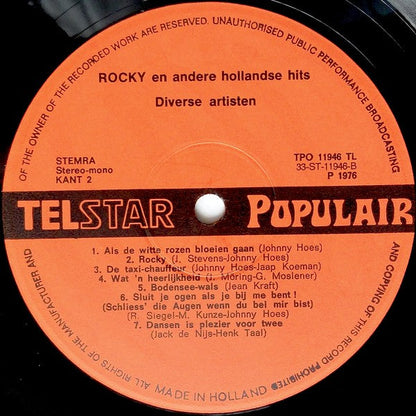 OF THE OWNER OF THE RECORDED WORK ARE RESERVED. UNAUTHORISED PUBLIC PERFORMANCE BROADCASTING
ROCKY en andere hollandse hits
Diverse artisten
STEMRA
Stereo-mono
KANT 2
TPO 11946 TL
33-ST-11946-B
P 1976
TELSTAR POPULAIR
1. Als de witte rozen bloeien gaan (Johnny Hoes)
2. Rocky (J. Stevens-Johnny Hoes)
3. De taxi-chauffeur (Johnny Hoes-Jaap Koeman)
4. Wat 'n heerlijkheid (J. Möring-G. Moslener)
5. Bodensee-wals (Jean Kraft)
6. Sluit je ogen als je bij me bent !
(Schliess' die Augen wenn du bei mir bist)
(R. Siegel-M. Kunze-Johnny Hoes)
7. Dansen is plezier voor twee
(Jack de Nijs-Henk Taal)
AND COPYING OF THIS RECORD PROHIBITED
MADE IN HOLLAND
ALL RIGHTS OF THE MANUFACTURER AND